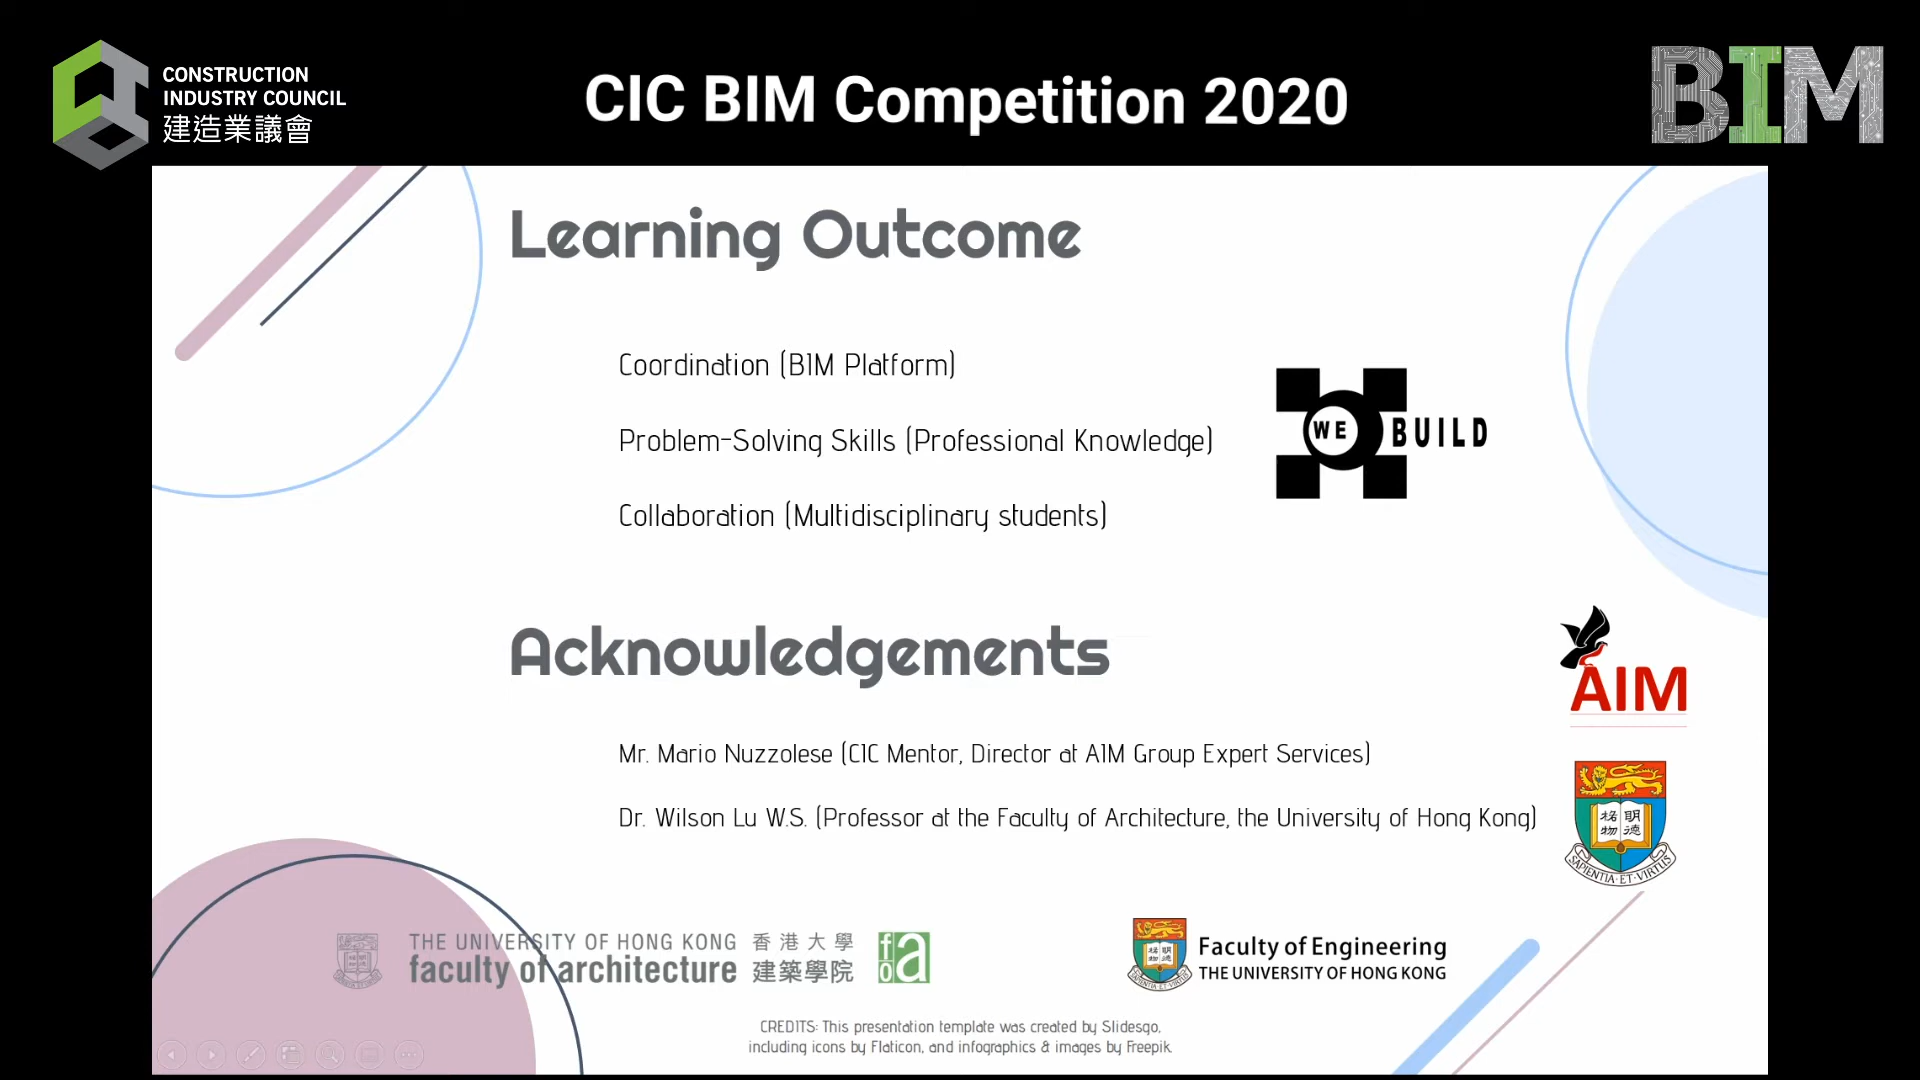 CONSTRUCTION
INDUSTRY COUNCIL
建造業議會
CIC BIM Competition 2020
BIM
Learning Outcome
Coordination (BIM Platform)
Problem-Solving Skills (Professional Knowledge)
Collaboration (Multidisciplinary students)
WE BUILD
Acknowledgements
AIM
Mr. Mario Nuzzolese (CIC Mentor, Director at AIM Group Expert Services)
Dr. Wilson Lu W.S. (Professor at the Faculty of Architecture, the University of Hong Kong)
明德
格物
SAPIENTIA·ET·VIRTUS
THE UNIVERSITY OF HONG KONG 香港大學
faculty of architecture 建築學院
foa
Faculty of Engineering
THE UNIVERSITY OF HONG KONG
CREDITS: This presentation template was created by Slidesgo,
including icons by Flaticon, and infographics & images by Freepik.